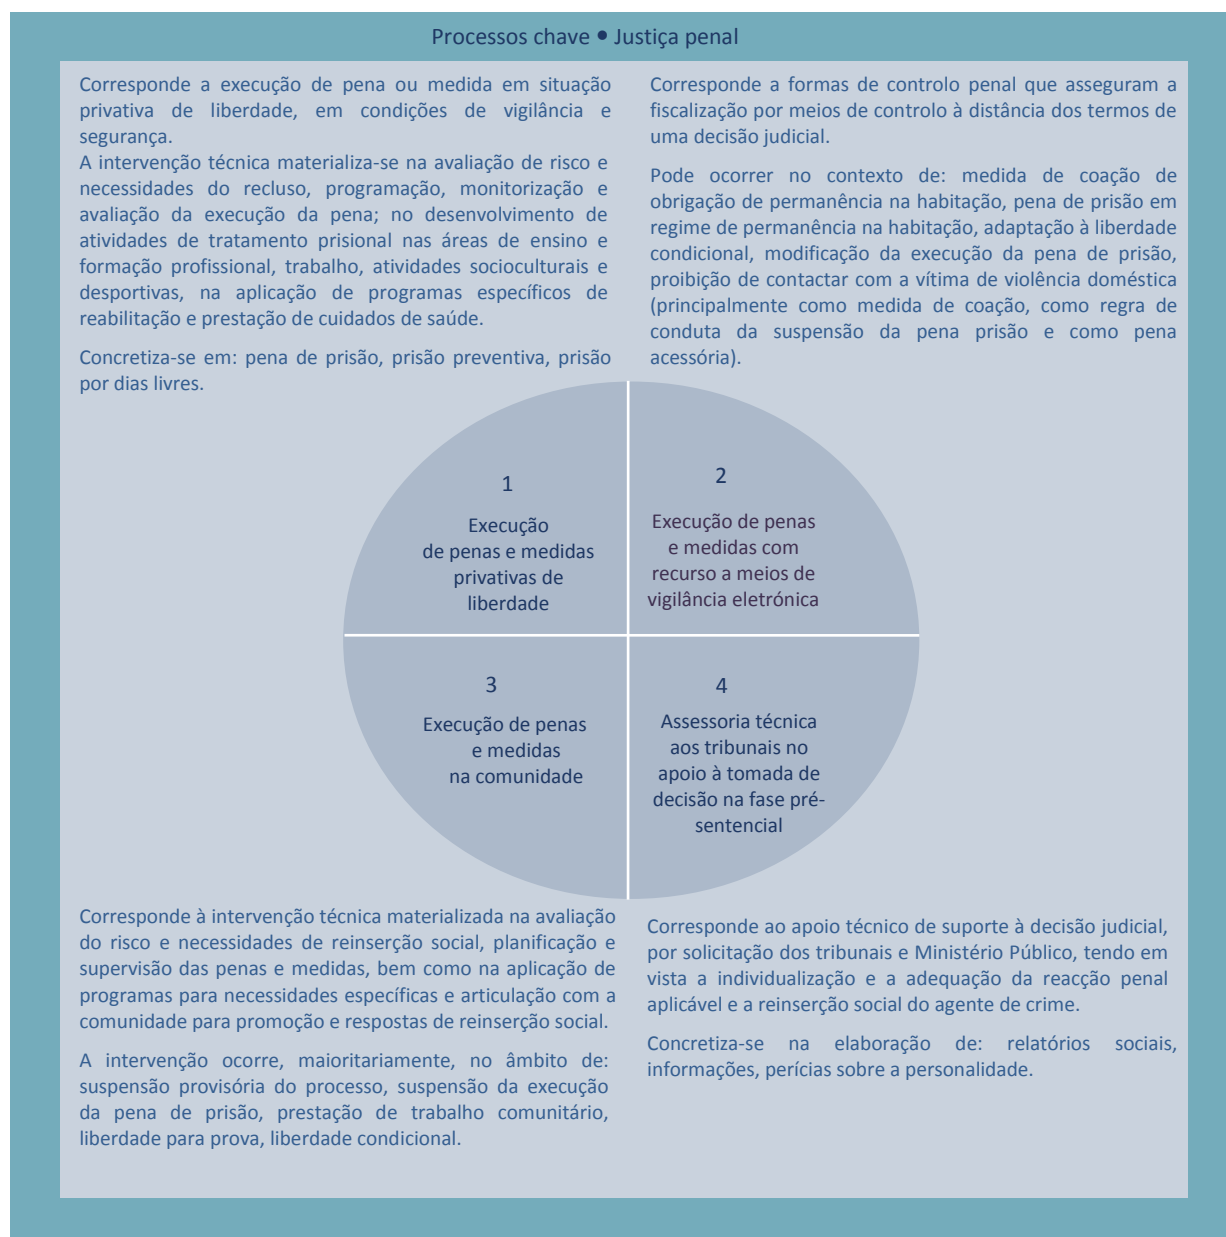 Processos chave • Justiça penal
Corresponde a execução de pena ou medida em situação
privativa de liberdade, em condições de vigilância e
segurança.
A intervenção técnica materializa-se na avaliação de risco e
necessidades do recluso, programação, monitorização e
avaliação da execução da pena; no desenvolvimento de
atividades de tratamento prisional nas áreas de ensino e
formação profissional, trabalho, atividades socioculturais e
desportivas, na aplicação de programas específicos de
reabilitação e prestação de cuidados de saúde.
Concretiza-se em: pena de prisão, prisão preventiva, prisão
por dias livres.
Corresponde a formas de controlo penal que asseguram a
fiscalização por meios de controlo à distância dos termos de
uma decisão judicial.
Pode ocorrer no contexto de: medida de coação de
obrigação de permanência na habitação, pena de prisão em
regime de permanência na habitação, adaptação à liberdade
condicional, modificação da execução da pena de prisão,
proibição de contactar com a vítima de violência doméstica
(principalmente como medida de coação, como regra de
conduta da suspensão da pena prisão e como pena
acessória).
1
Execução
de penas e medidas
privativas de
liberdade
2
Execução de penas
e medidas com
recurso a meios de
vigilância eletrónica
3
Execução de penas
e medidas
na comunidade
4
Assessoria técnica
aos tribunais no
apoio à tomada de
decisão na fase pré-
sentencial
Corresponde à intervenção técnica materializada na avaliação
do risco e necessidades de reinserção social, planificação e
supervisão das penas e medidas, bem como na aplicação de
programas para necessidades específicas e articulação com a
comunidade para promoção e respostas de reinserção social.
A intervenção ocorre, maioritariamente, no âmbito de:
suspensão provisória do processo, suspensão da execução
da pena de prisão, prestação de trabalho comunitário,
liberdade para prova, liberdade condicional.
Corresponde ao apoio técnico de suporte à decisão judicial,
por solicitação dos tribunais e Ministério Público, tendo em
vista a individualização e a adequação da reacção penal
aplicável e a reinserção social do agente de crime.
Concretiza-se na elaboração de: relatórios sociais,
informações, perícias sobre a personalidade.